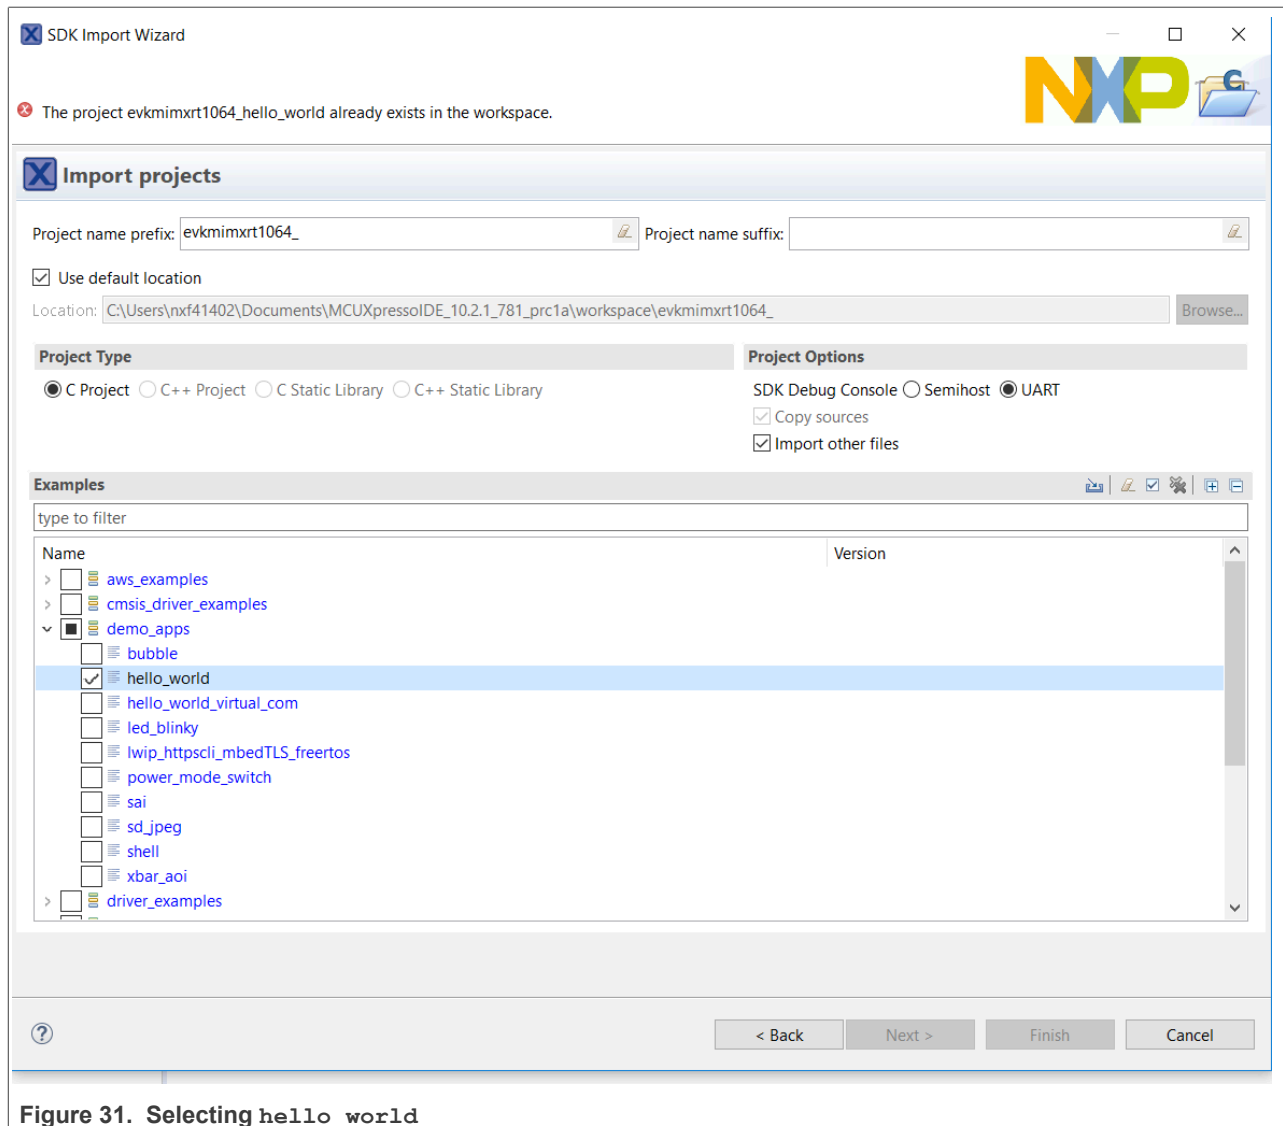 SDK Import Wizard
The project evkmimxrt1064_hello_world already exists in the workspace.
NXP
Import projects
Project name prefix: evkmimxrt1064_ Project name suffix:
Use default location
Location: C:\Users\nxf41402\Documents\MCUXpressoIDE_10.2.1_781_prc1a\workspace\evkmimxrt1064_ Browse...
Project Type Project Options
C Project C++ Project C Static Library C++ Static Library SDK Debug Console Semihost UART
Copy sources
Import other files
Examples
type to filter
Name Version
aws_examples
cmsis_driver_examples
demo_apps
bubble
hello_world
hello_world_virtual_com
led_blinky
lwip_httpscli_mbedTLS_freertos
power_mode_switch
sai
sd_jpeg
shell
xbar_aoi
driver_examples
< Back Next > Finish Cancel
Figure 31. Selecting hello world